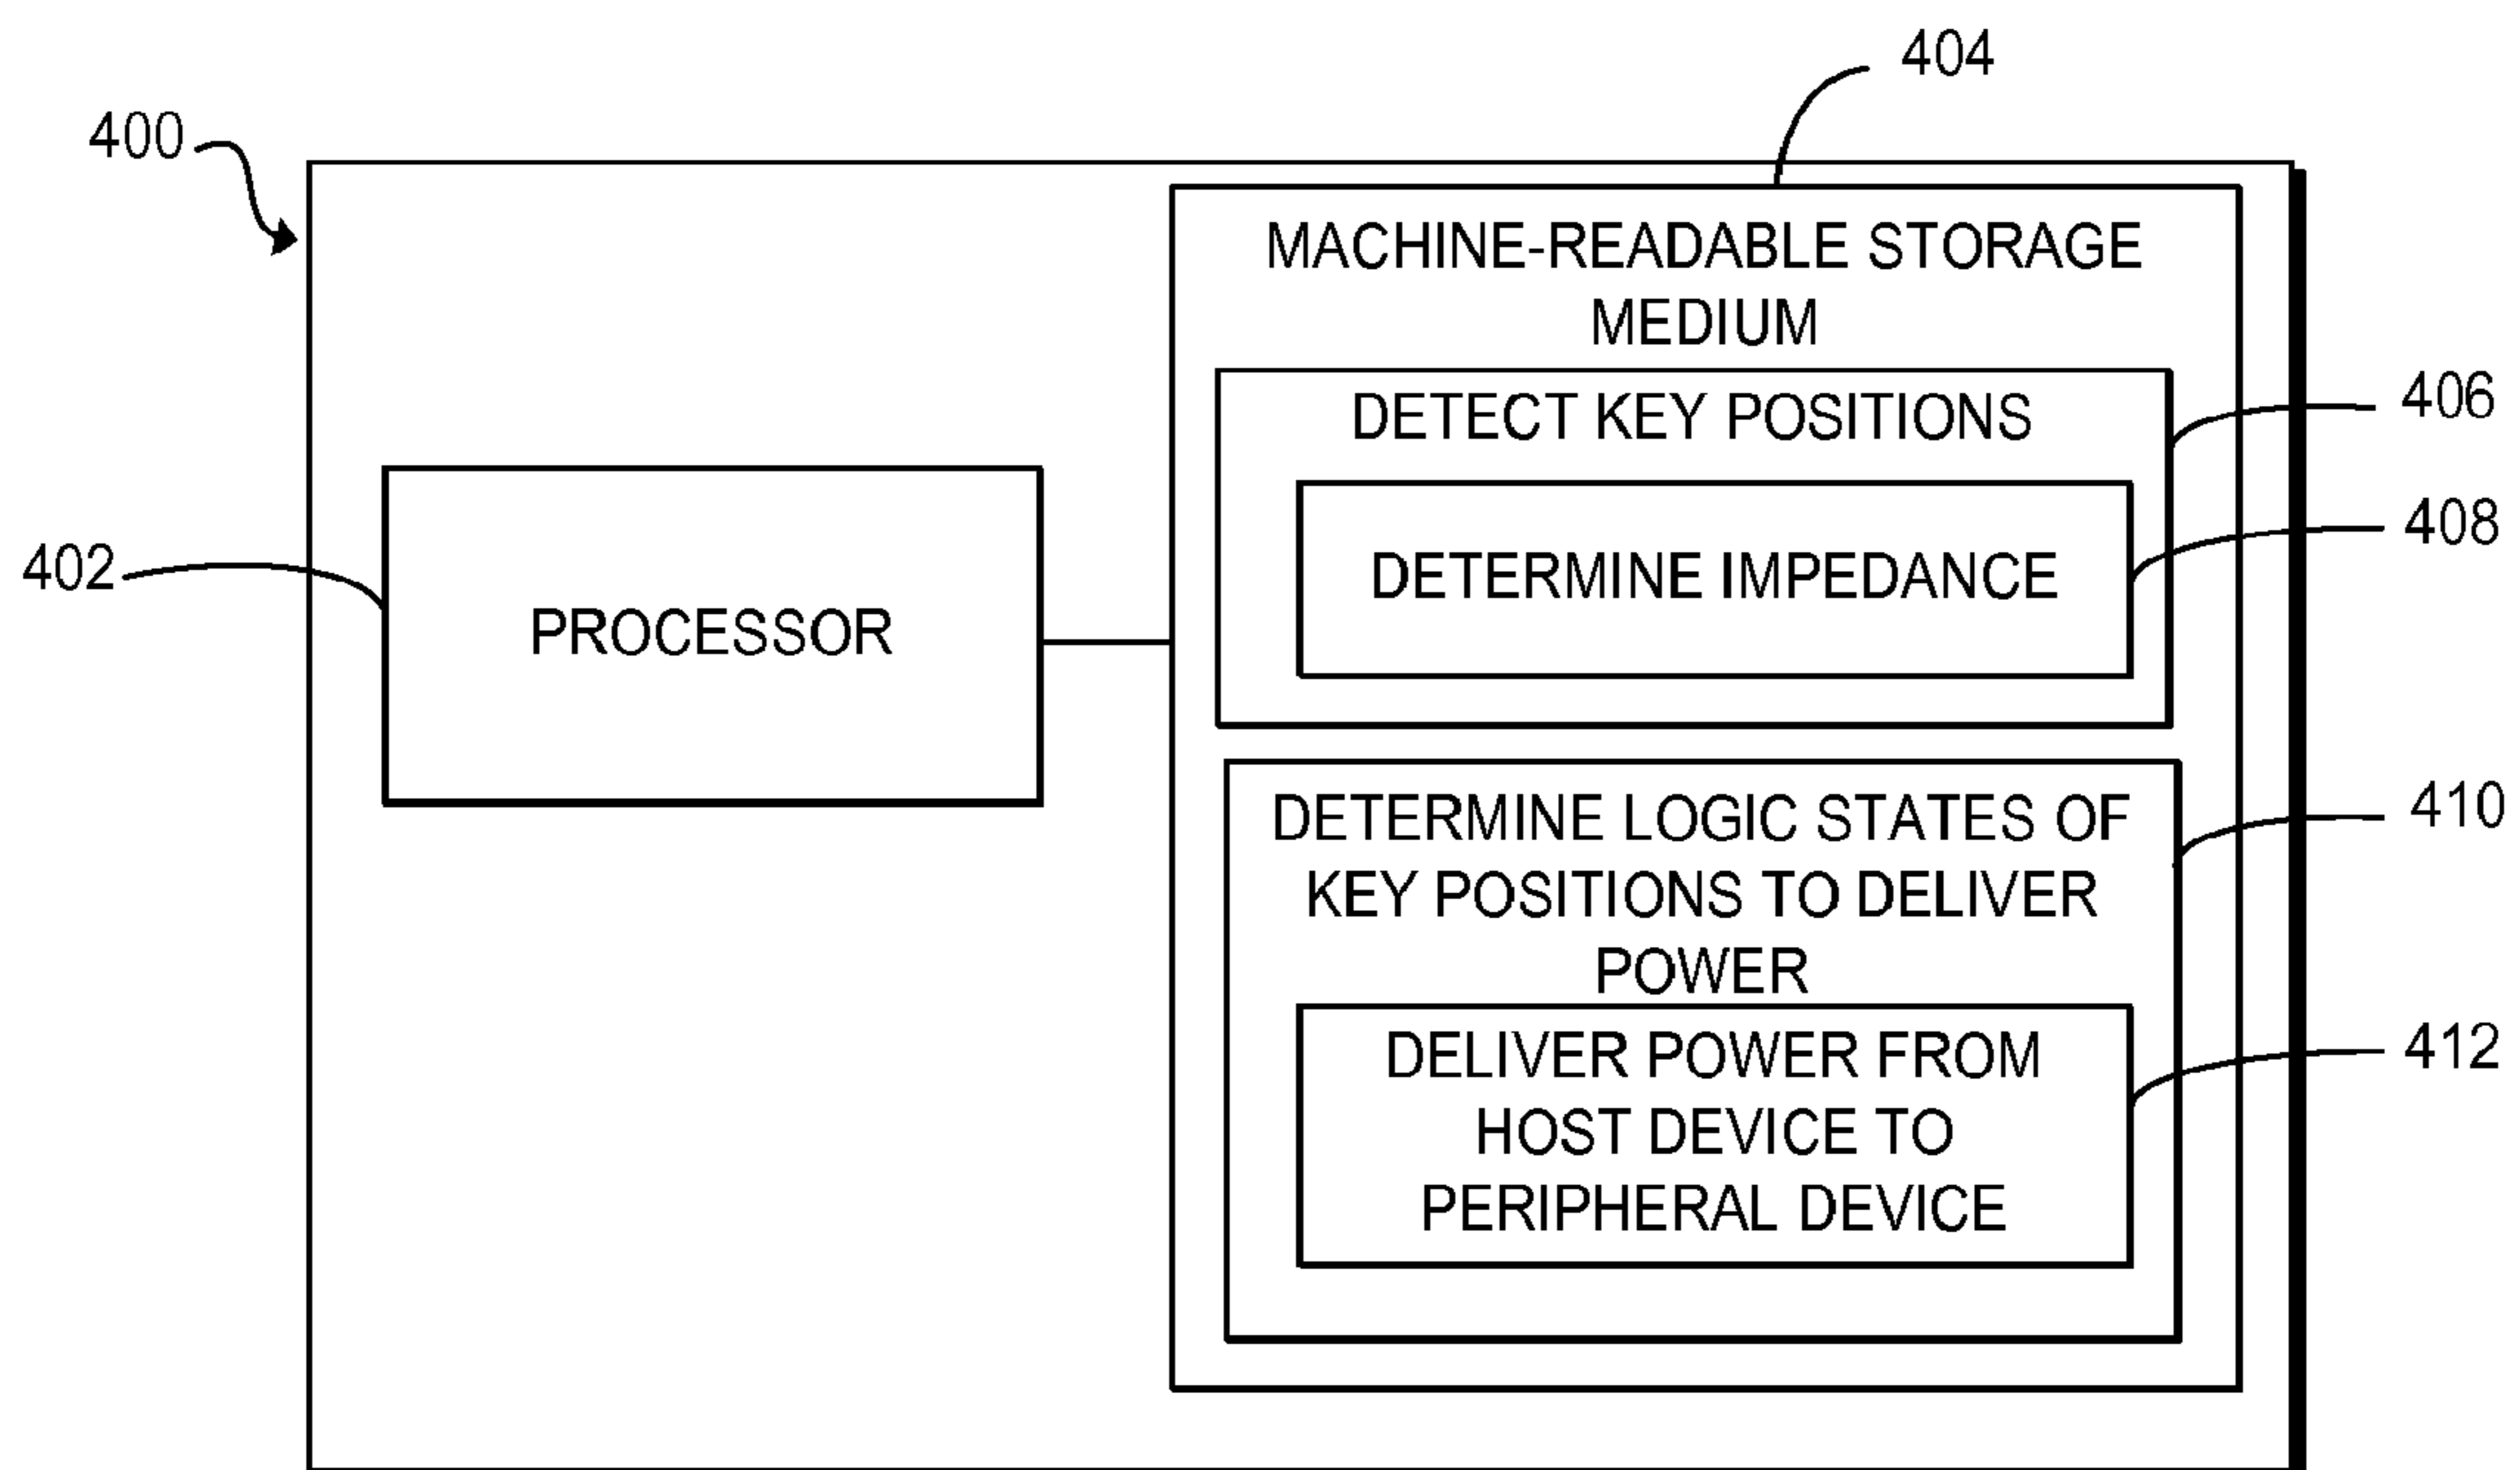 404
400
MACHINE-READABLE STORAGE
MEDIUM
406
DETECT KEY POSITIONS
408
DETERMINE IMPEDANCE
402
PROCESSOR
410
DETERMINE LOGIC STATES OF
KEY POSITIONS TO DELIVER
POWER
412
DELIVER POWER FROM
HOST DEVICE TO
PERIPHERAL DEVICE